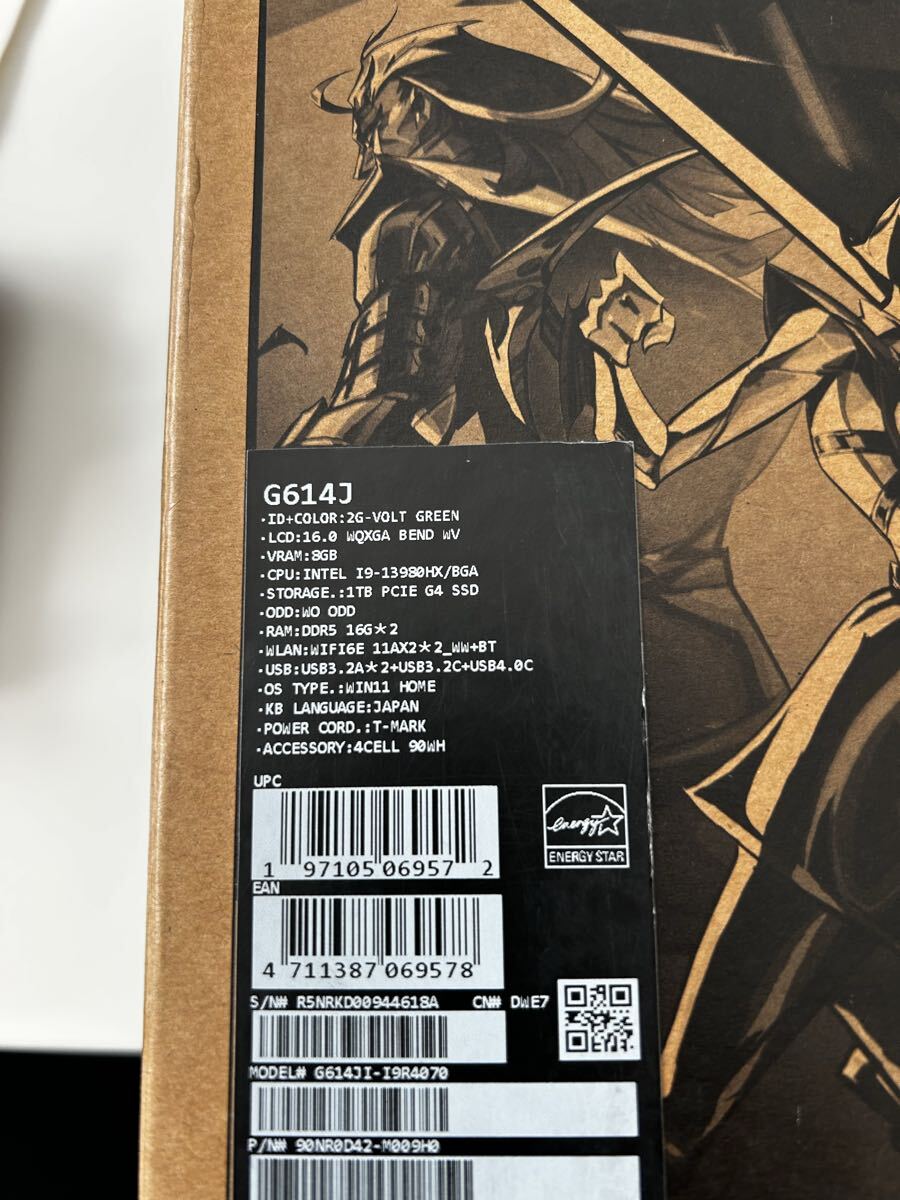 G614J
·ID+COLOR:2G-VOLT GREEN
·LCD:16.0 WQXGA BEND WV
·VRAM:8GB
·CPU:INTEL I9-13980HX/BGA
·STORAGE.:1TB PCIE G4 SSD
·ODD:WO ODD
·RAM:DDR5 16G*2
·WLAN:WIFI6E 11AX2*2_WW+BT
·USB:USB3.2A*2+USB3.2C+USB4.0C
·OS TYPE.:WIN11 HOME
·KB LANGUAGE:JAPAN
·POWER CORD.:T-MARK
·ACCESSORY:4CELL 90WH
UPC
1 97105 06957 2
energy
ENERGY STAR
EAN
4 711387 069578
S/N# R5NRKD00944618A CN# DWE7
MODEL# G614JI-I9R4070
P/N# 90NR0D42-M009H0